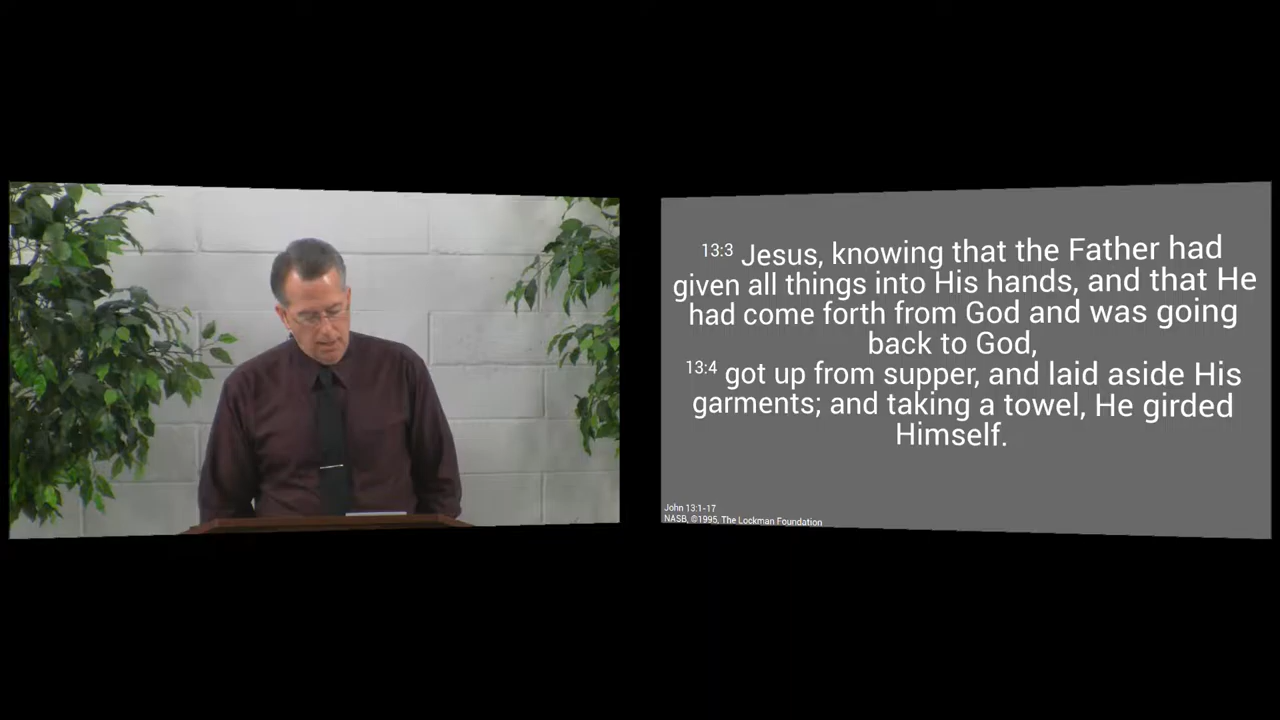 13:3 Jesus, knowing that the Father had
given all things into His hands, and that He
had come forth from God and was going
back to God,
13:4 got up from supper, and laid aside His
garments; and taking a towel, He girded
Himself.
John 13:1-17
NASB, ©1995, The Lockman Foundation